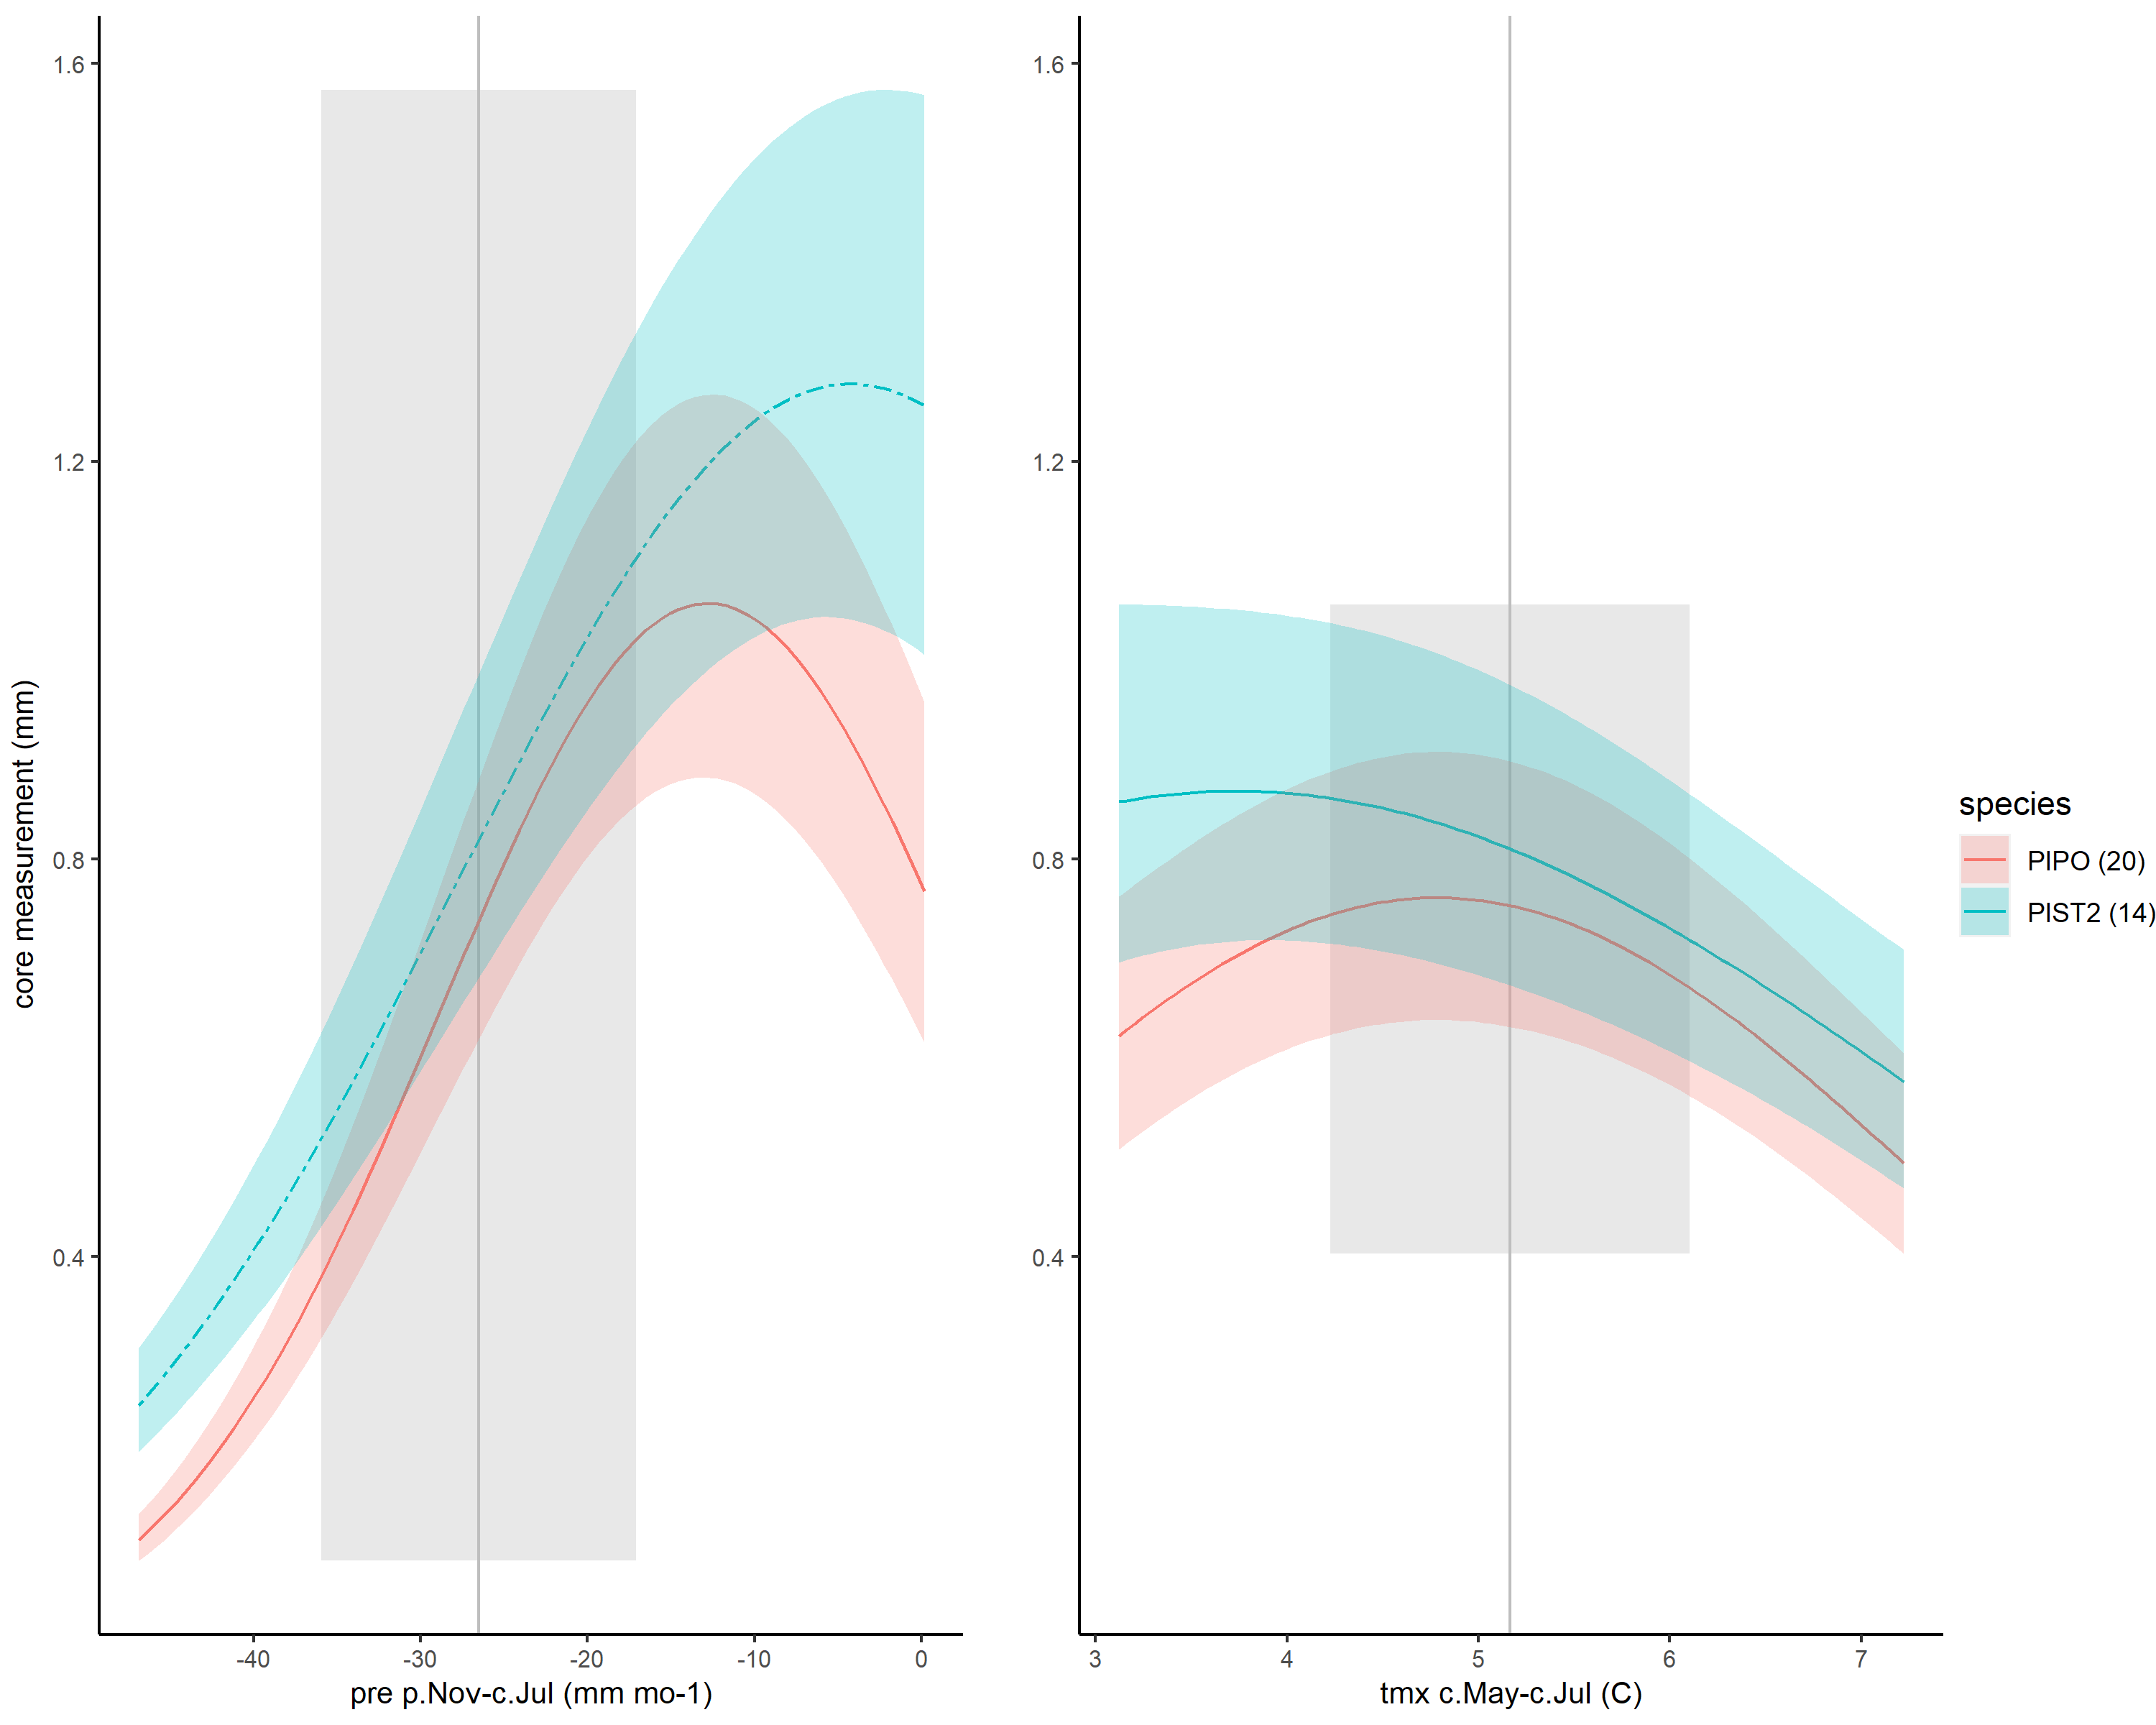 core measurement (mm)
1.6
1.2
0.8
0.4
-40 -30 -20 -10 0
pre p.Nov-c.Jul (mm mo-1)
1.6
1.2
0.8
0.4
3 4 5 6 7
tmx c.May-c.Jul (C)
species
PIPO (20)
PIST2 (14)